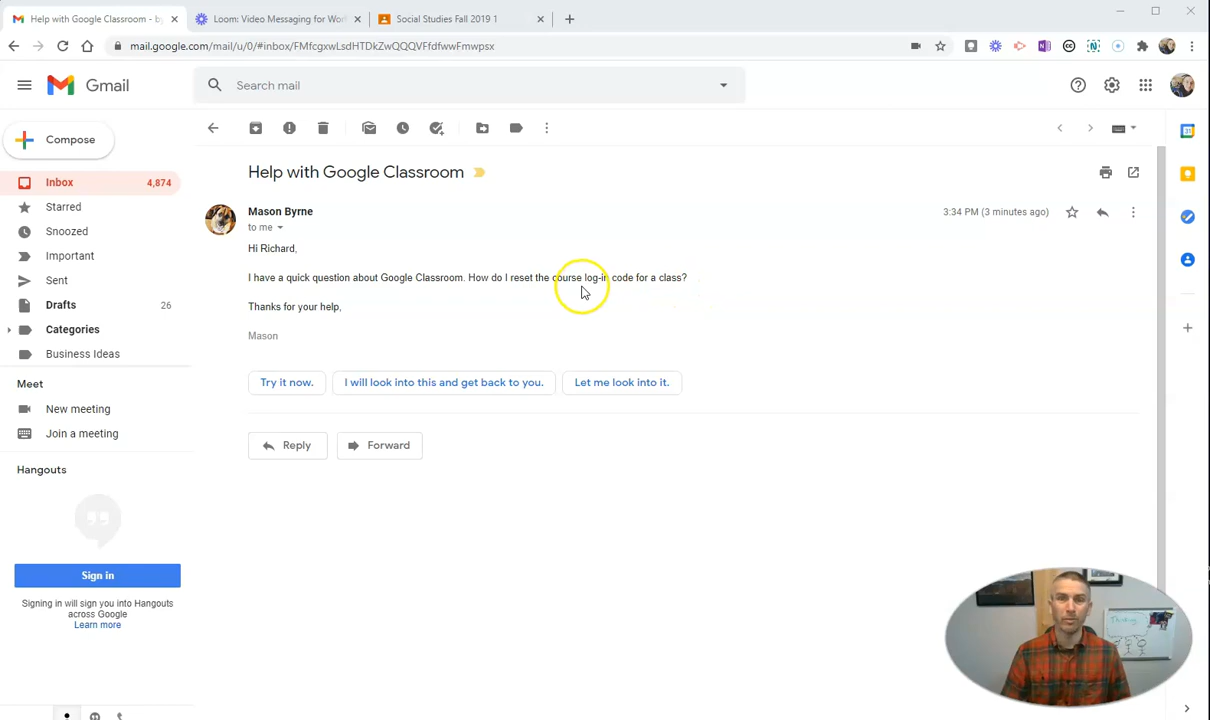 Help with Google Classroom - b
Loom: Video Messaging for Wor
Social Studies Fall 2019 1
mail.google.com/mail/u/0/#inbox/FMfcgxwLsdHTDkZwQQQVFfdfwwFmwpsx
Gmail
Search mail
Compose
Inbox 4,874
Starred
Snoozed
Important
Sent
Drafts 26
Categories
Business Ideas
Meet
New meeting
Join a meeting
Hangouts
Sign in
Signing in will sign you into Hangouts
across Google
Learn more
Help with Google Classroom
Mason Byrne
3:34 PM (3 minutes ago)
to me
Hi Richard,
I have a quick question about Google Classroom. How do I reset the course log-in code for a class?
Thanks for your help,
Mason
Try it now.
I will look into this and get back to you.
Let me look into it.
Reply
Forward
Thinking